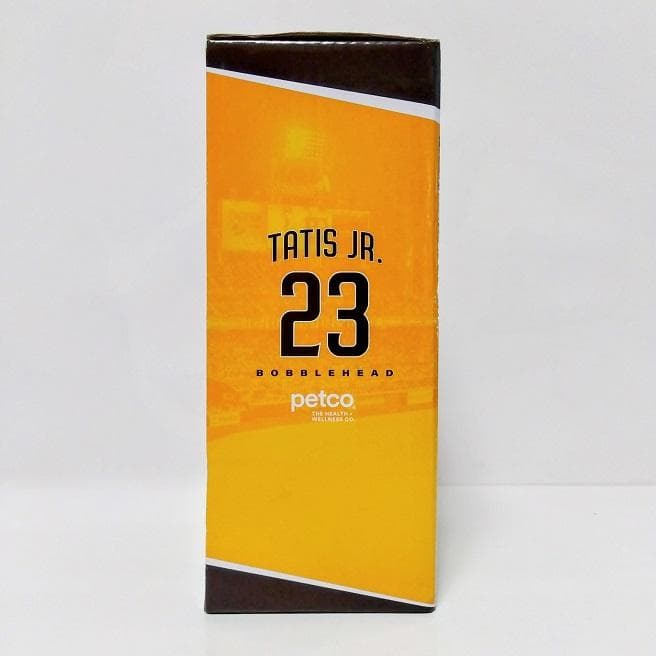 TATIS JR.
23
BOBBLEHEAD
petco
THE HEALTH +
WELLNESS CO.